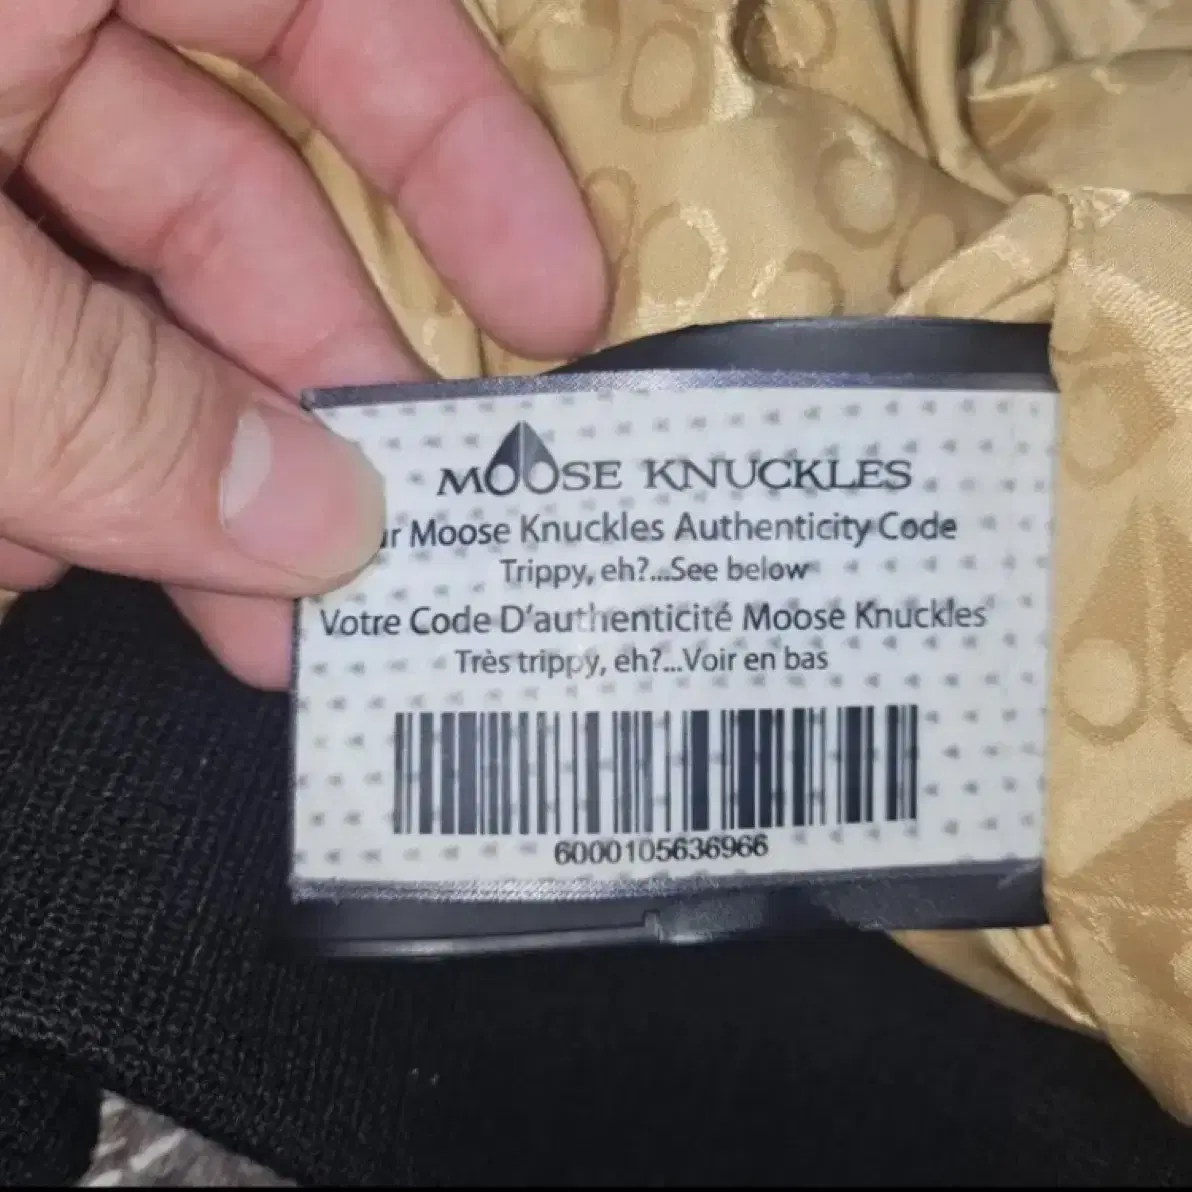 MOOSE KNUCKLES
ur Moose Knuckles Authenticity Code
Trippy, eh?...See below
Votre Code D'authenticité Moose Knuckles
Très trippy, eh?...Voir en bas
6000105636966